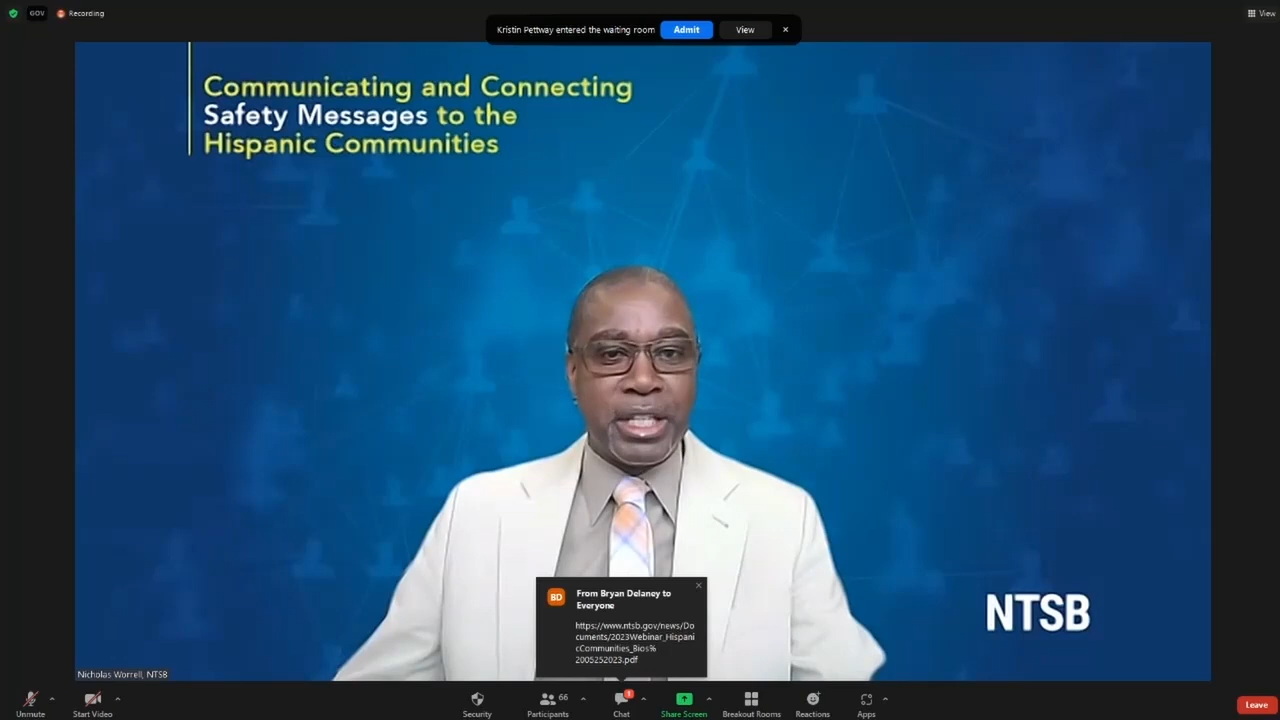 GOV
Recording
View
Kristin Pettway entered the waiting room
Admit
View
Communicating and Connecting
Safety Messages to the
Hispanic Communities
NTSB
BD
From Bryan Delaney to
Everyone
https://www.ntsb.gov/news/Do
cuments/2023Webinar_Hispani
cCommunities_Bios%
2005252023.pdf
Nicholas Worrell, NTSB
Unmute
Start Video
Security
66
Participants
Chat
Share Screen
Breakout Rooms
Reactions
Apps
Leave